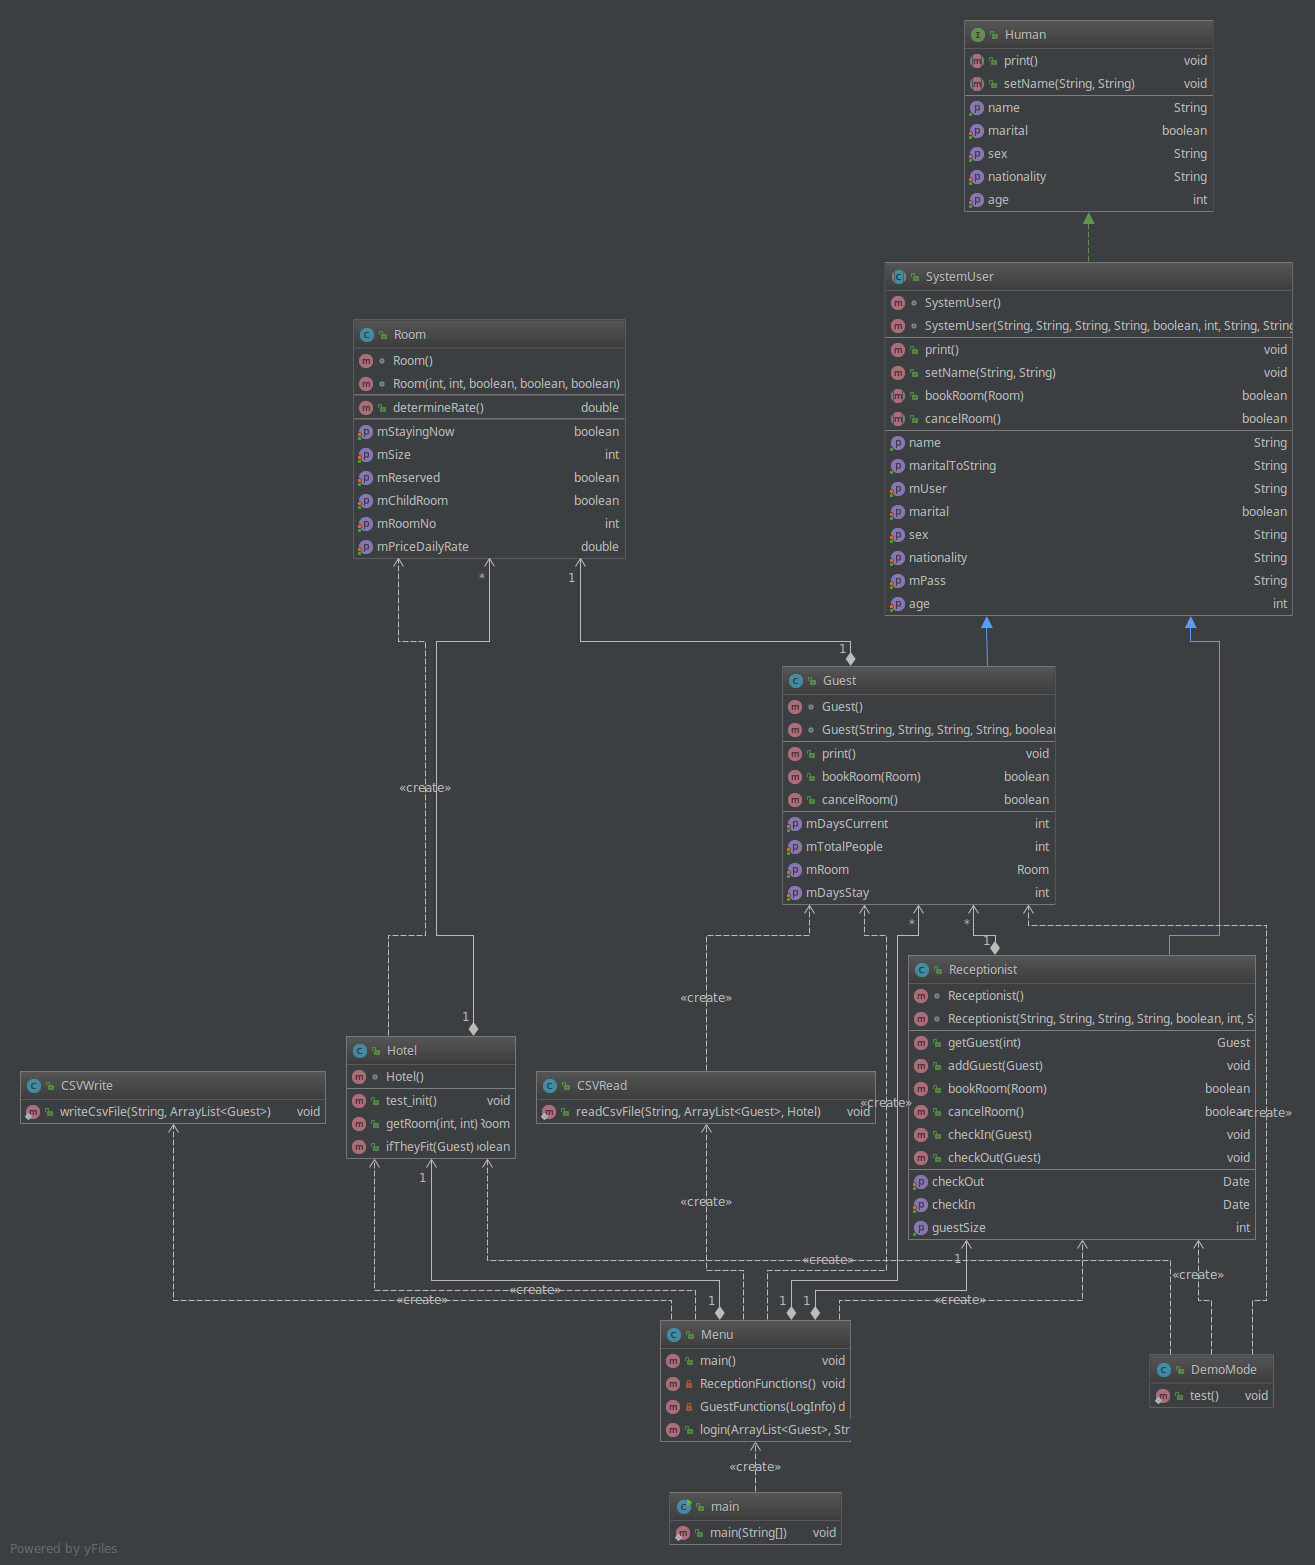 Human
print() void
setName(String, String) void
name String
marital boolean
sex String
nationality String
age int
SystemUser
SystemUser()
SystemUser(String, String, String, String, boolean, int, String, String
print() void
setName(String, String) void
bookRoom(Room) boolean
cancelRoom() boolean
name String
maritalToString String
mUser String
marital boolean
sex String
nationality String
mPass String
age int
Room
Room()
Room(int, int, boolean, boolean, boolean)
determineRate() double
mStayingNow boolean
mSize int
mReserved boolean
mChildRoom boolean
mRoomNo int
mPriceDailyRate double
* 1
1
Guest
Guest()
Guest(String, String, String, String, boolean
print() void
bookRoom(Room) boolean
cancelRoom() boolean
mDaysCurrent int
mTotalPeople int
mRoom Room
mDaysStay int
«create»
* *
1
Receptionist
Receptionist()
Receptionist(String, String, String, String, boolean, int, S
getGuest(int) Guest
addGuest(Guest) void
bookRoom(Room) boolean
cancelRoom() boolean
checkIn(Guest) void
checkOut(Guest) void
checkOut Date
checkIn Date
guestSize int
«create»
1
Hotel
Hotel()
test_init() void
getRoom(int, int) Room
ifTheyFit(Guest) olean
CSVWrite
writeCsvFile(String, ArrayList<Guest>) void
CSVRead
readCsvFile(String, ArrayList<Guest>, Hotel) void
«create»
«create»
1
«create»
«create»
1
«create»
«create»
«create»
«create»
1 1 1
Menu
main() void
ReceptionFunctions() void
GuestFunctions(LogInfo) d
login(ArrayList<Guest>, Str
DemoMode
test() void
«create»
main
main(String[]) void
Powered by yFiles